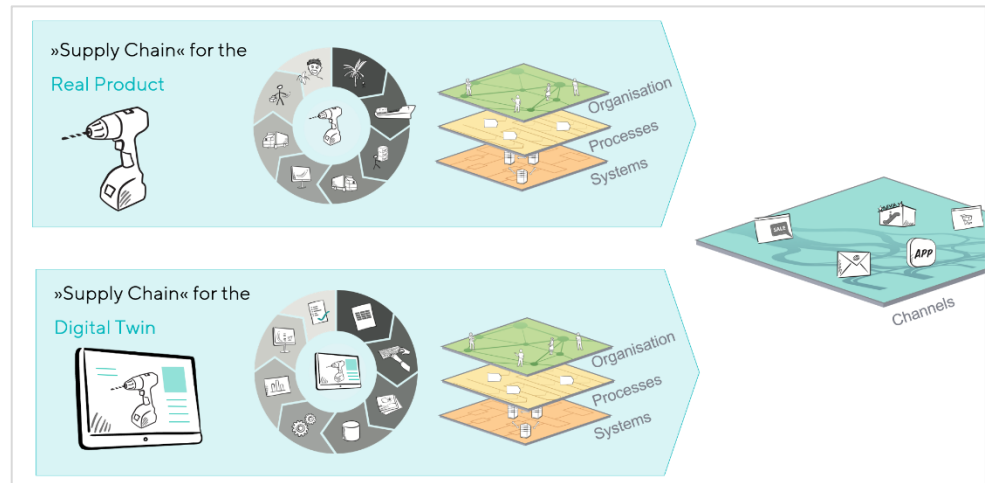 »Supply Chain« for the
Real Product
Organisation
Processes
Systems
»Supply Chain« for the
Digital Twin
Organisation
Processes
Systems
SALE
APP
Channels